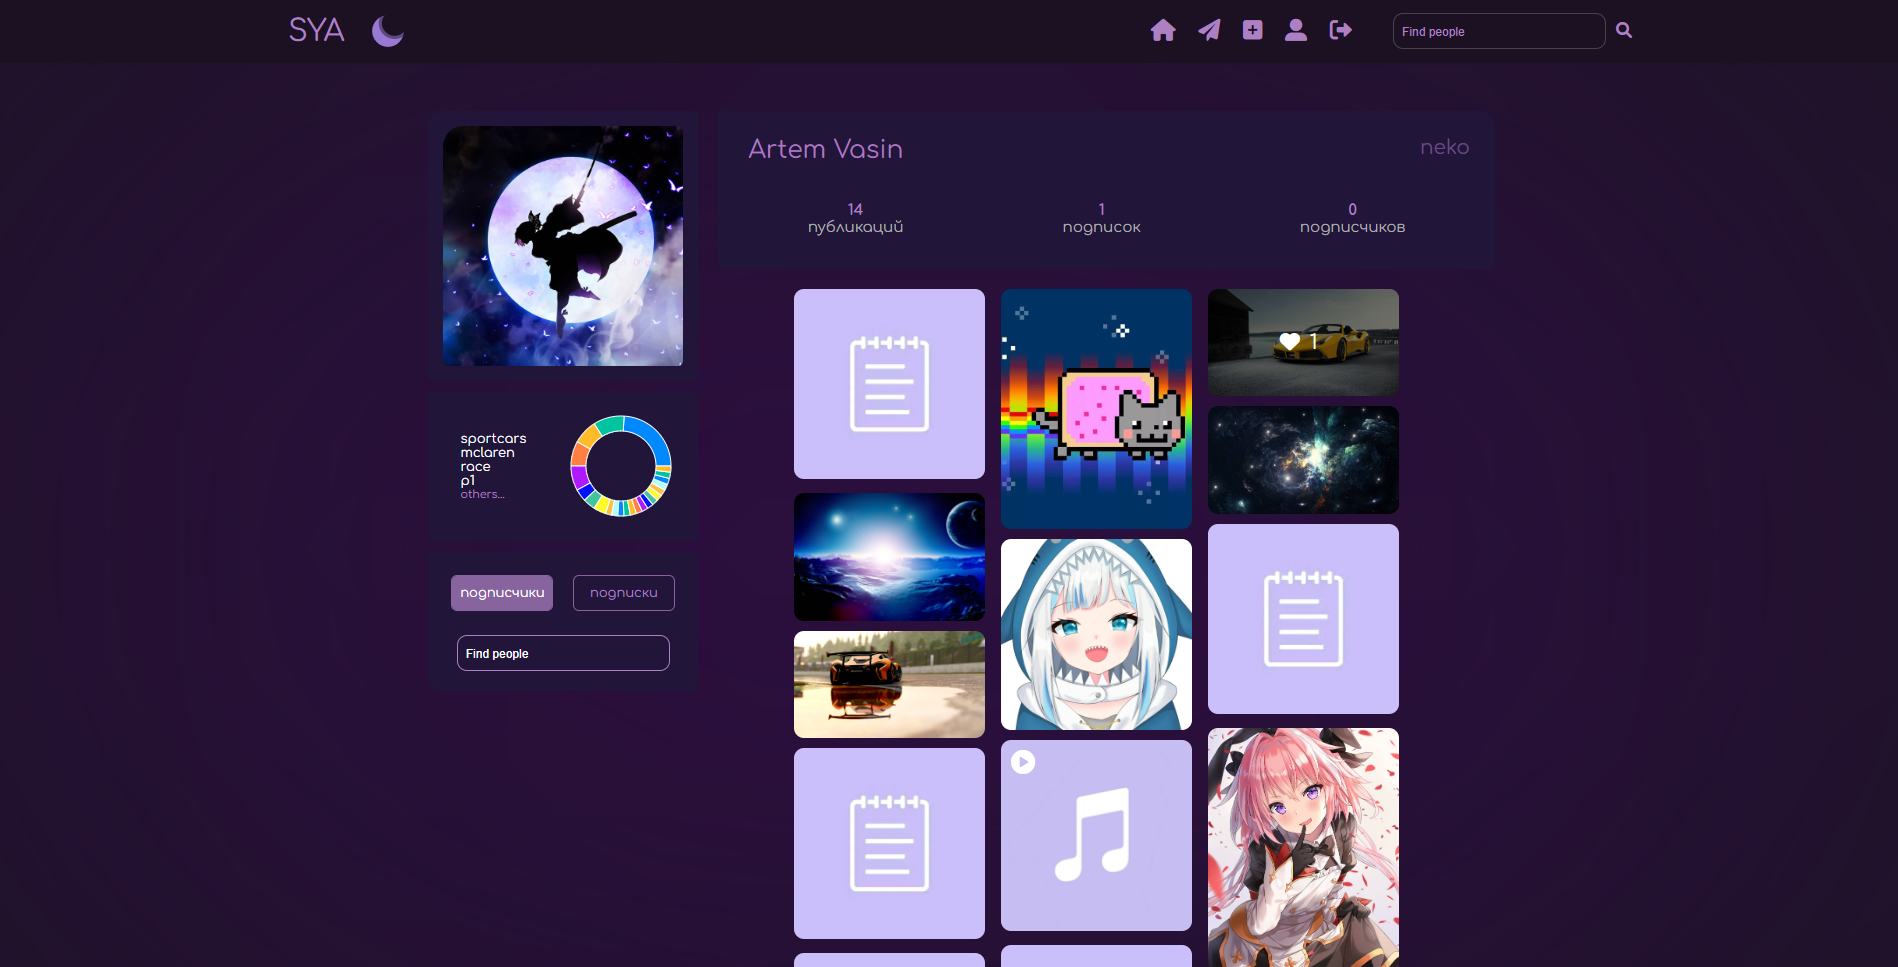 SYA
Find people
Artem Vasin
neko
14
публикаций
1
подписок
0
подписчиков
1
sportcars
mclaren
race
p1
others...
подписчики
подписки
Find people